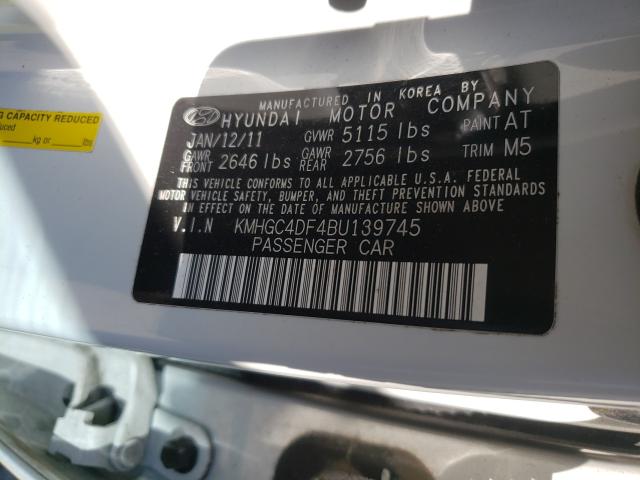 MANUFACTURED IN KOREA BY
HYUNDAI MOTOR COMPANY
JAN/12/11 GVWR 5115 lbs PAINT AT
GAWR FRONT 2646 lbs GAWR REAR 2756 lbs TRIM M5
THIS VEHICLE CONFORMS TO ALL APPLICABLE U.S.A. FEDERAL
MOTOR VEHICLE SAFETY, BUMPER, AND THEFT PREVENTION STANDARDS
IN EFFECT ON THE DATE OF MANUFACTURE SHOWN ABOVE
V.I.N KMHGC4DF4BU139745
PASSENGER CAR
G CAPACITY REDUCED
kg or lbs